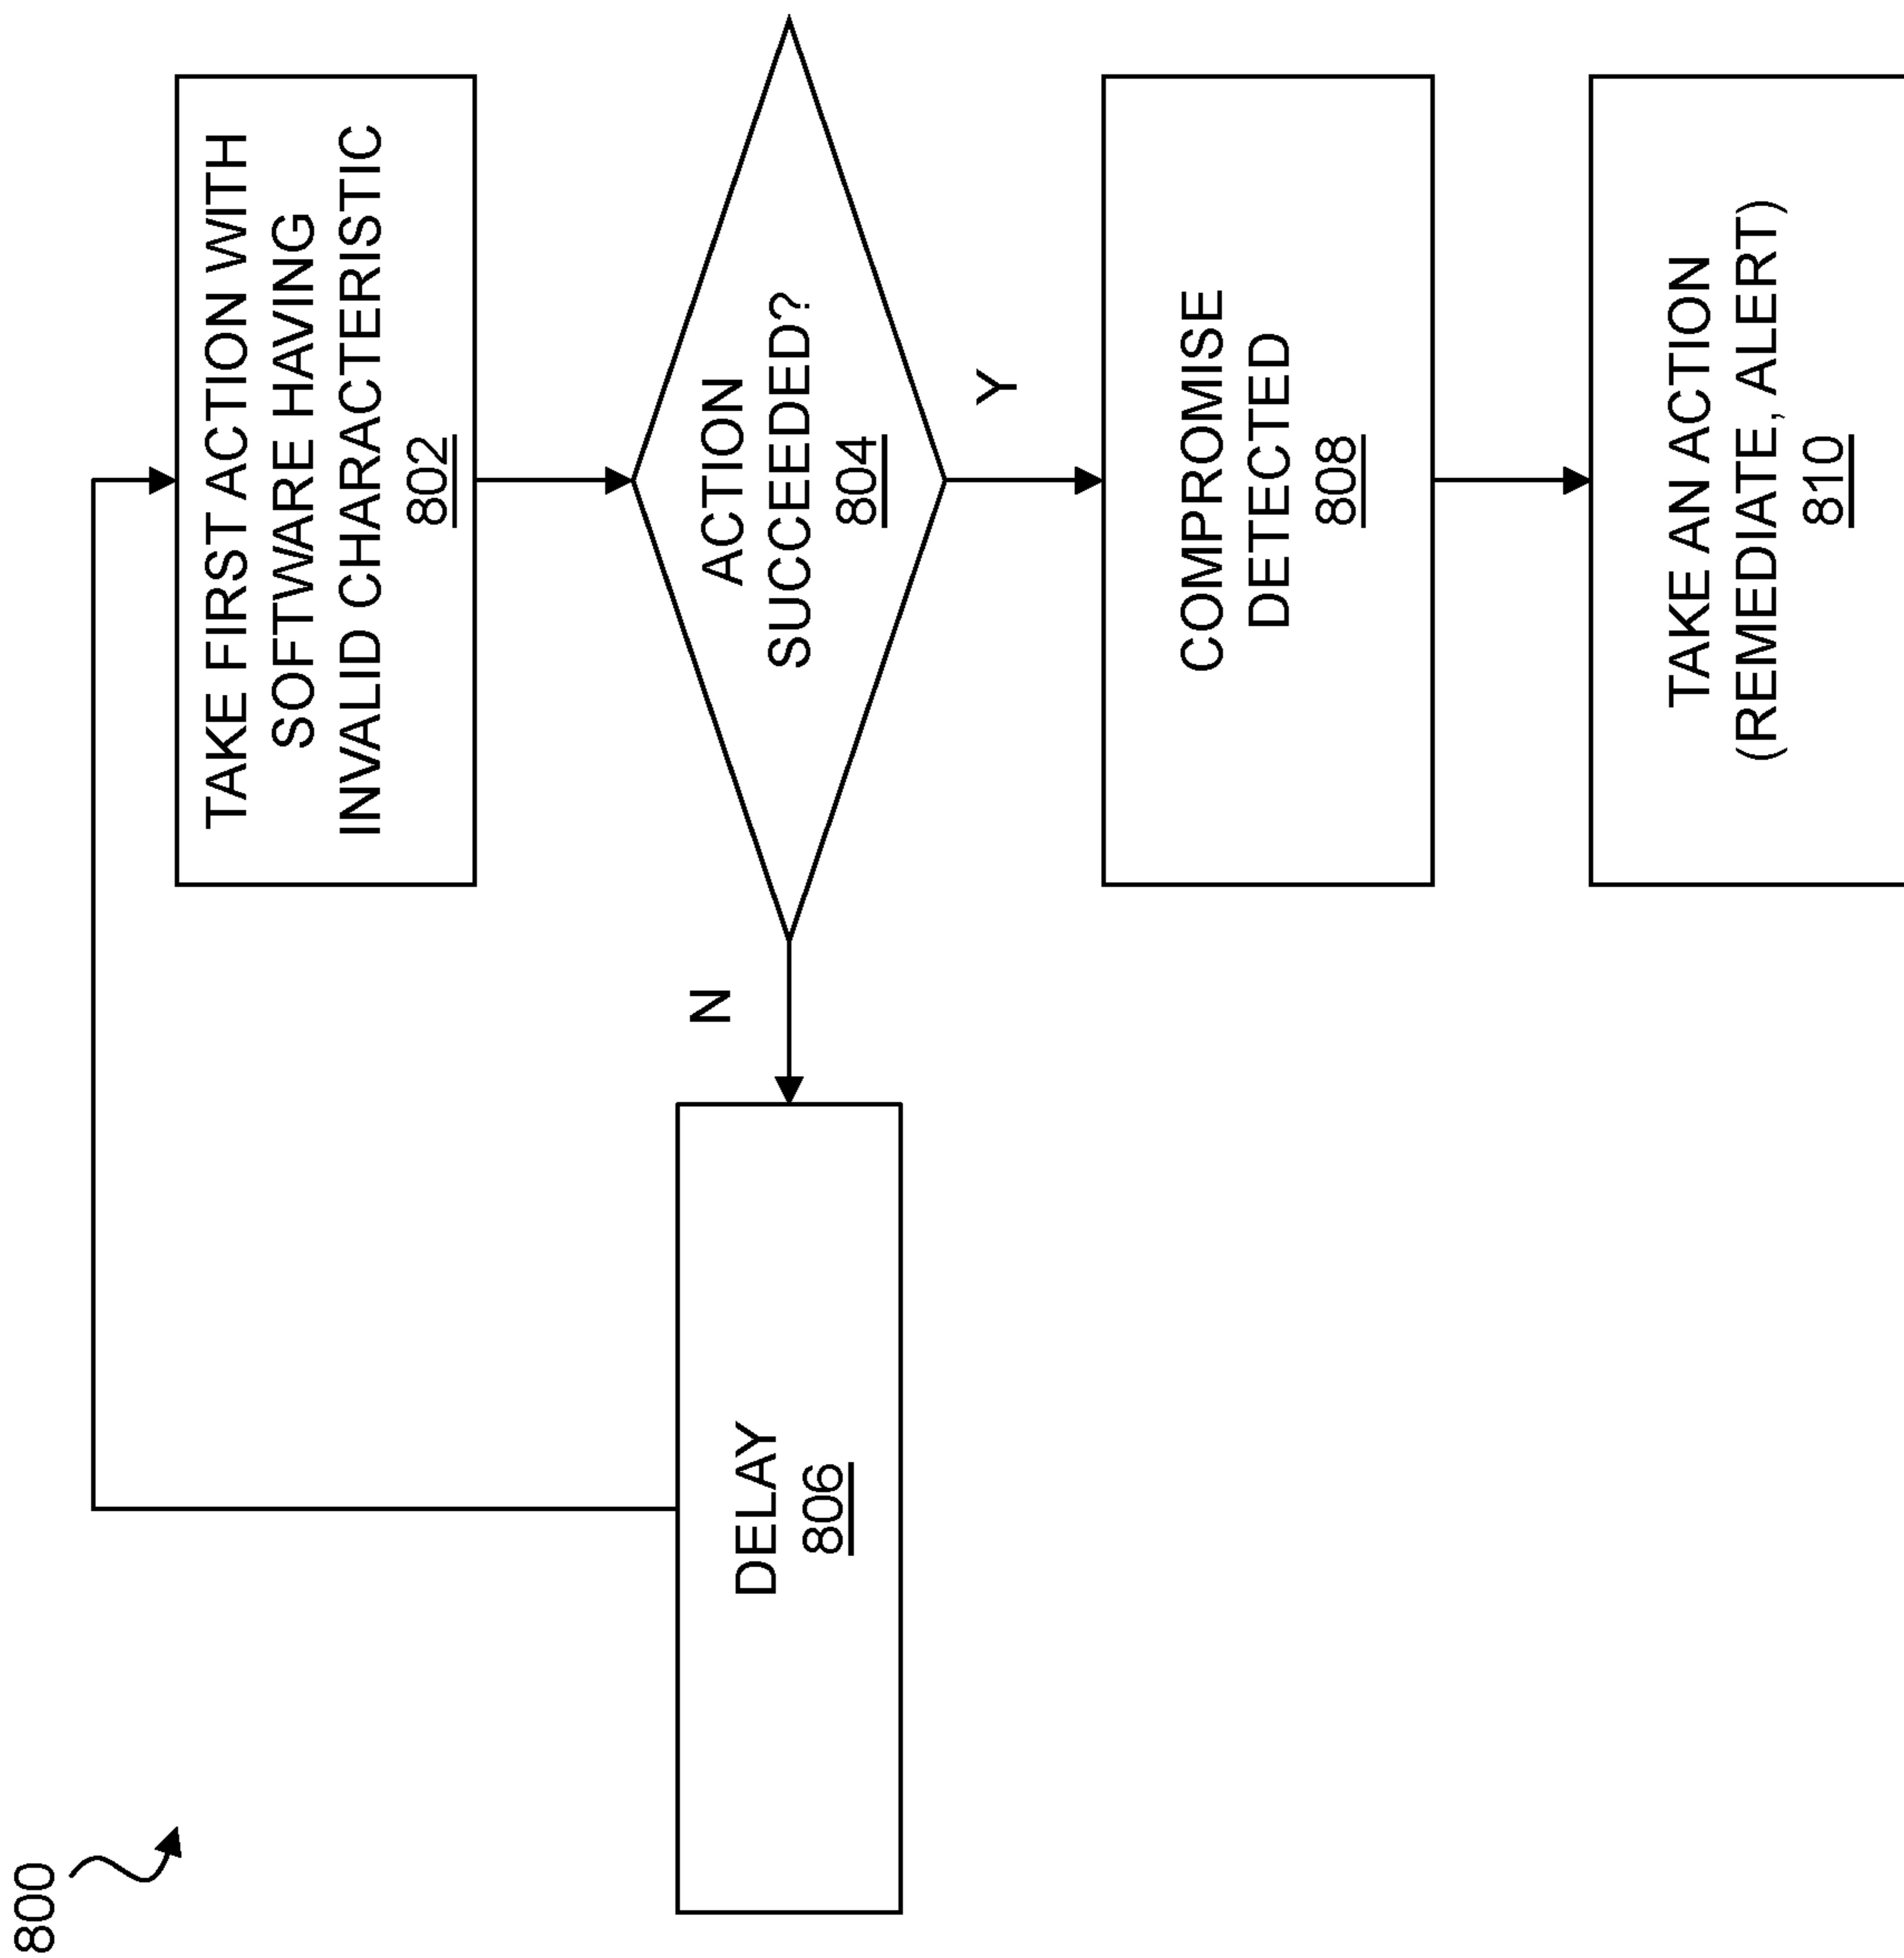 800
TAKE FIRST ACTION WITH
SOFTWARE HAVING
INVALID CHARACTERISTIC
802
ACTION
SUCCEEDED?
804
N
Y
DELAY
806
COMPROMISE
DETECTED
808
TAKE AN ACTION
(REMEDIATE, ALERT)
810